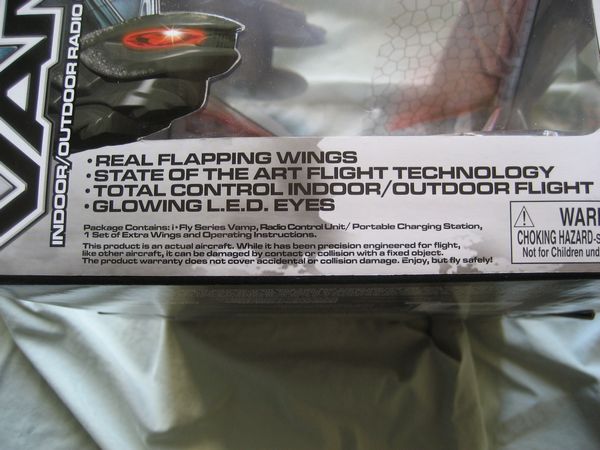 VAM
INDOOR/OUTDOOR RADIO
•REAL FLAPPING WINGS
•STATE OF THE ART FLIGHT TECHNOLOGY
•TOTAL CONTROL INDOOR/OUTDOOR FLIGHT
•GLOWING L.E.D. EYES
Package Contains: i•Fly Series Vamp, Radio Control Unit/ Portable Charging Station,
1 Set of Extra Wings and Operating Instructions.
This product is an actual aircraft. While it has been precision engineered for flight,
like other aircraft, it can be damaged by contact or collision with a fixed object.
The product warranty does not cover accidental or collision damage. Enjoy, but fly safely!
WARN
CHOKING HAZARD-S
Not for Children und